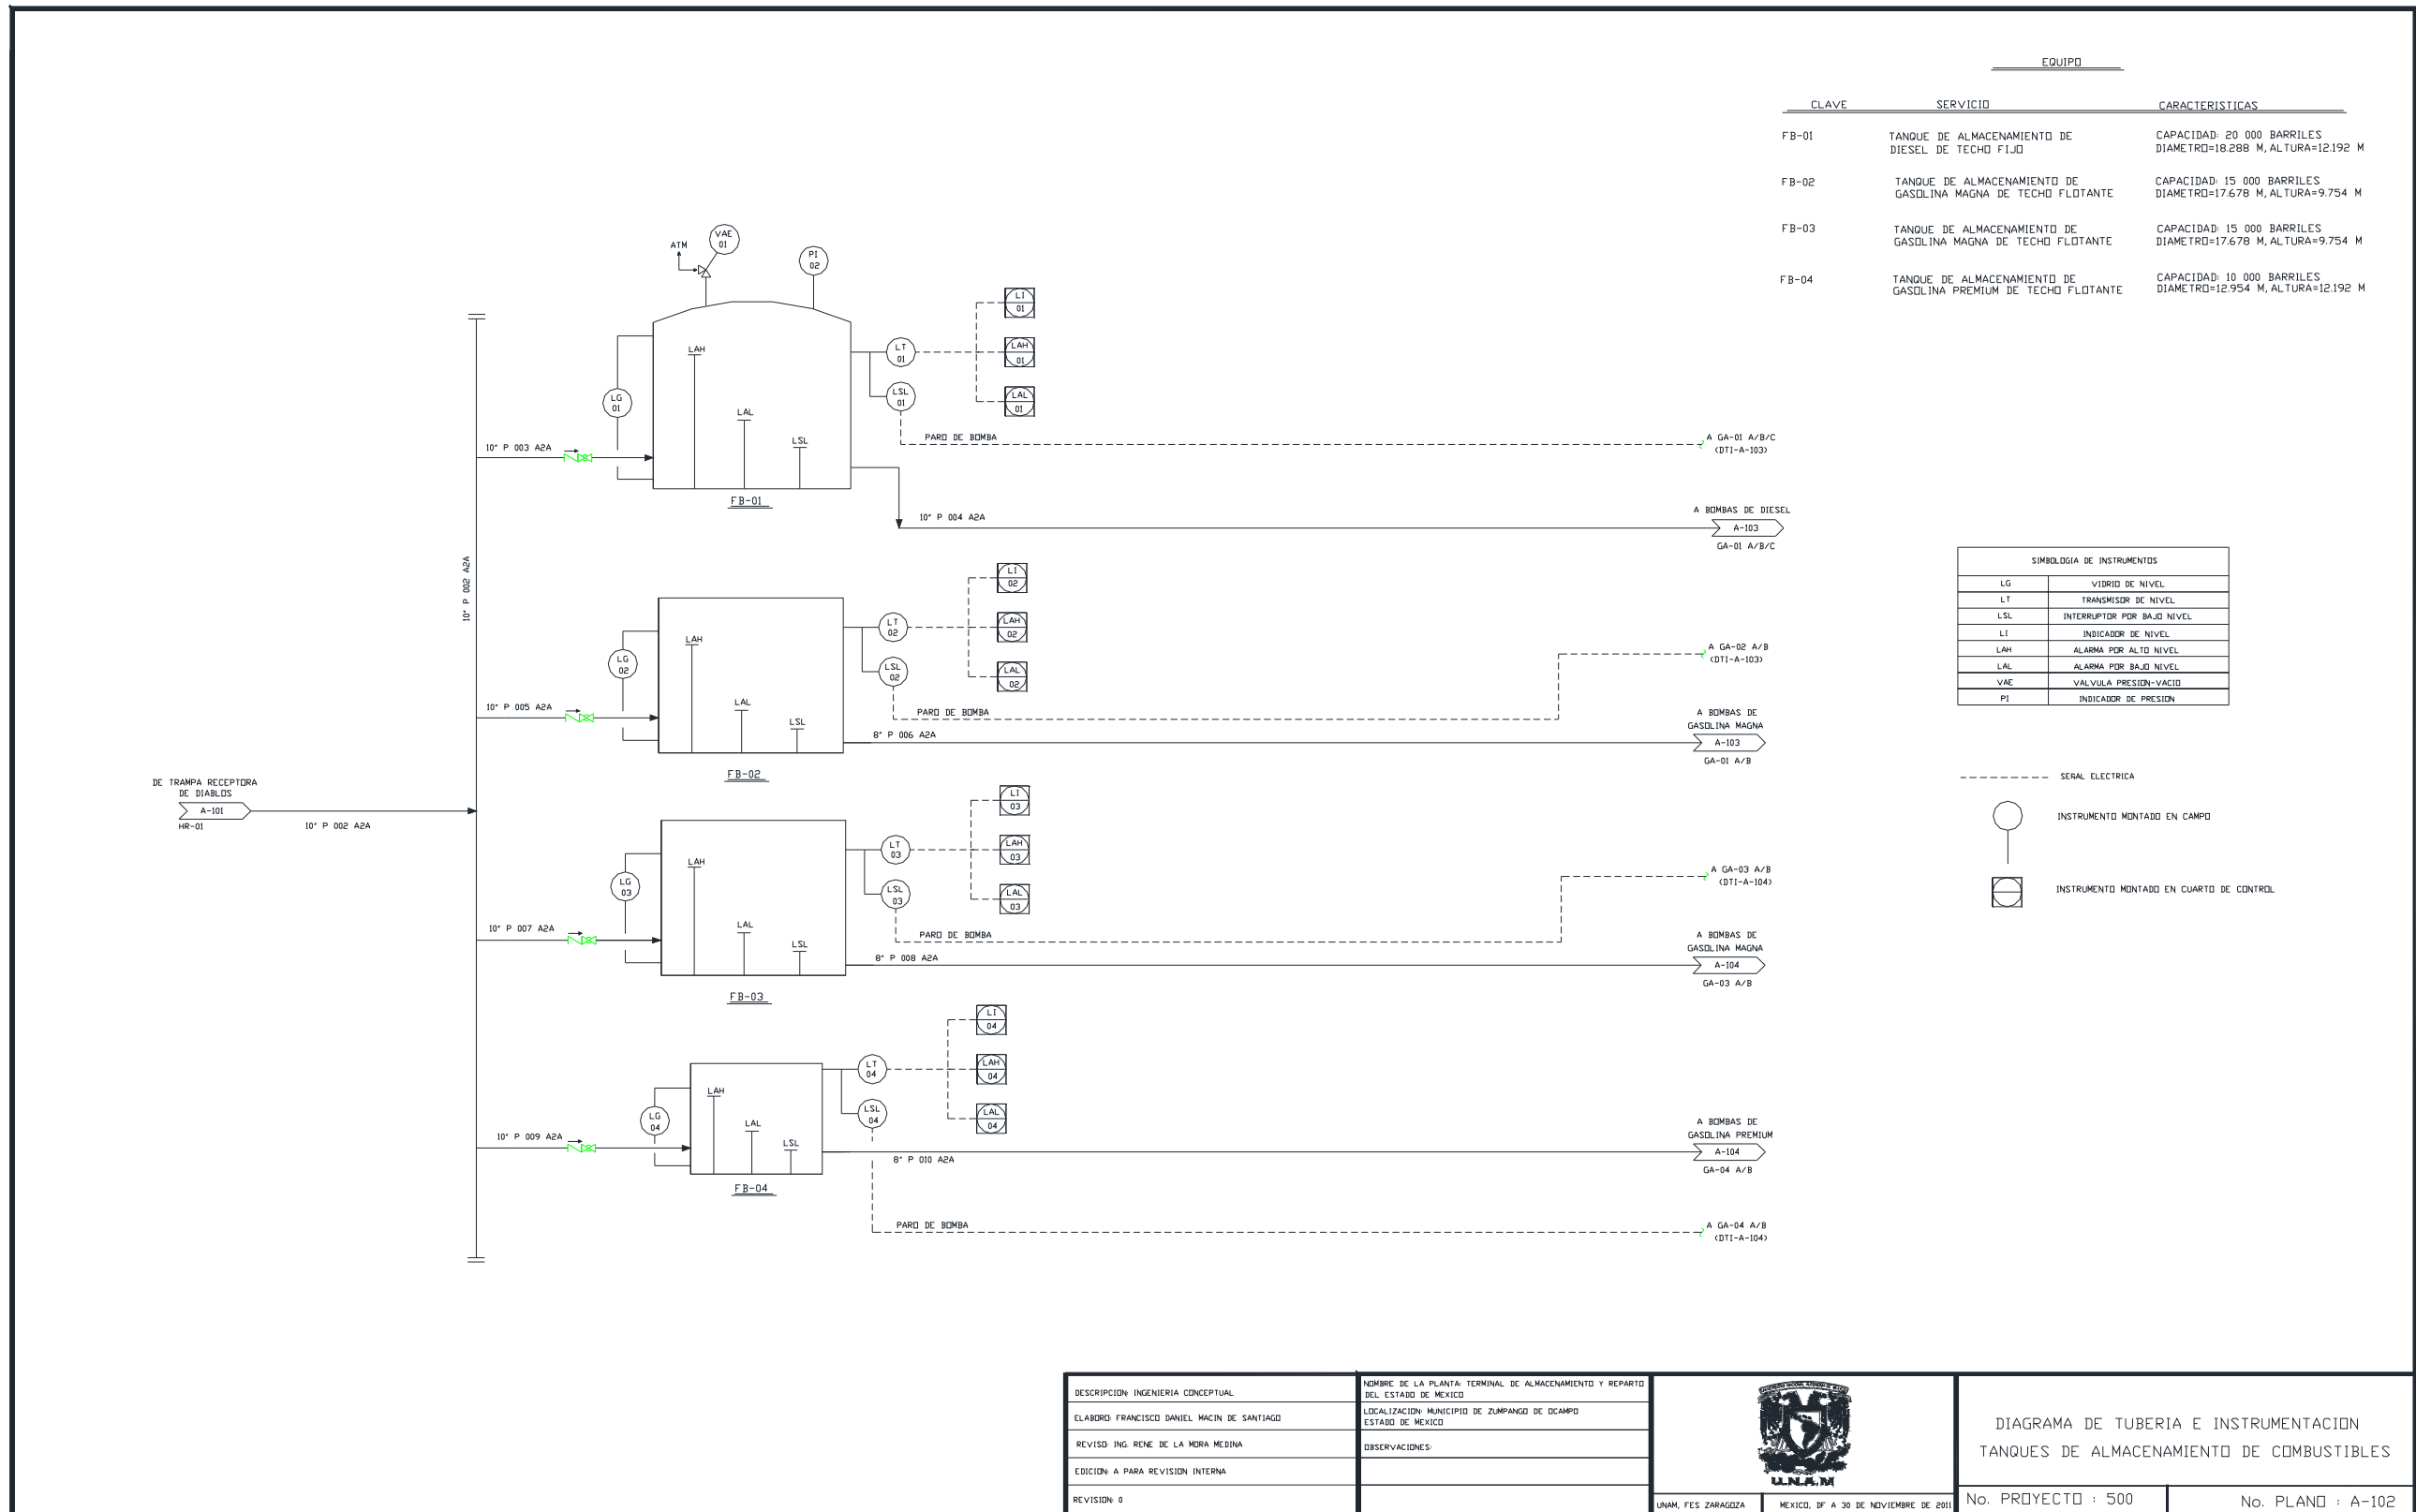 EQUIPO
CLAVE SERVICIO CARACTERISTICAS
FB-01 TANQUE DE ALMACENAMIENTO DE CAPACIDAD: 20 000 BARRILES
DIESEL DE TECHO FIJO DIAMETRO=18.288 M, ALTURA=12.192 M
FB-02 TANQUE DE ALMACENAMIENTO DE CAPACIDAD: 15 000 BARRILES
GASOLINA MAGNA DE TECHO FLOTANTE DIAMETRO=17.678 M, ALTURA=9.754 M
FB-03 TANQUE DE ALMACENAMIENTO DE CAPACIDAD: 15 000 BARRILES
GASOLINA MAGNA DE TECHO FLOTANTE DIAMETRO=17.678 M, ALTURA=9.754 M
FB-04 TANQUE DE ALMACENAMIENTO DE CAPACIDAD: 10 000 BARRILES
GASOLINA PREMIUM DE TECHO FLOTANTE DIAMETRO=12.954 M, ALTURA=12.192 M
ATM
VAE
01
PI
02
LI
01
LAH
LT
01
LAH
01
LG
01
LSL
01
LAL
01
LAL
LSL
PARO DE BOMBA
A GA-01 A/B/C
(DTI-A-103)
10" P 003 A2A
FB-01
10" P 004 A2A
A BOMBAS DE DIESEL
A-103
GA-01 A/B/C
10" P 002 A2A
LI
02
LAH
LT
02
LAH
02
LG
02
LSL
02
LAL
02
LAL
LSL
A GA-02 A/B
(DTI-A-103)
10" P 005 A2A
PARO DE BOMBA
8" P 006 A2A
A BOMBAS DE
GASOLINA MAGNA
A-103
GA-01 A/B
FB-02
DE TRAMPA RECEPTORA
DE DIABLOS
A-101
HR-01
10" P 002 A2A
LI
03
LAH
LT
03
LAH
03
LG
03
LSL
03
LAL
03
LAL
LSL
A GA-03 A/B
(DTI-A-104)
10" P 007 A2A
PARO DE BOMBA
8" P 008 A2A
A BOMBAS DE
GASOLINA MAGNA
A-104
GA-03 A/B
FB-03
LI
04
LAH
LT
04
LAH
04
LG
04
LSL
04
LAL
04
LAL
LSL
10" P 009 A2A
8" P 010 A2A
A BOMBAS DE
GASOLINA PREMIUM
A-104
GA-04 A/B
FB-04
PARO DE BOMBA
A GA-04 A/B
(DTI-A-104)
SIMBOLOGIA DE INSTRUMENTOS
LG VIDRIO DE NIVEL
LT TRANSMISOR DE NIVEL
LSL INTERRUPTOR POR BAJO NIVEL
LI INDICADOR DE NIVEL
LAH ALARMA POR ALTO NIVEL
LAL ALARMA POR BAJO NIVEL
VAE VALVULA PRESION-VACIO
PI INDICADOR DE PRESION
SEÑAL ELECTRICA
INSTRUMENTO MONTADO EN CAMPO
INSTRUMENTO MONTADO EN CUARTO DE CONTROL
DESCRIPCION: INGENIERIA CONCEPTUAL
ELABORO: FRANCISCO DANIEL MACIN DE SANTIAGO
REVISO: ING. RENE DE LA MORA MEDINA
EDICION: A PARA REVISION INTERNA
REVISION: 0
NOMBRE DE LA PLANTA: TERMINAL DE ALMACENAMIENTO Y REPARTO
DEL ESTADO DE MEXICO
LOCALIZACION: MUNICIPIO DE ZUMPANGO DE OCAMPO
ESTADO DE MEXICO
OBSERVACIONES:
U.N.A.M
UNAM, FES ZARAGOZA MEXICO, DF A 30 DE NOVIEMBRE DE 2011
DIAGRAMA DE TUBERIA E INSTRUMENTACION
TANQUES DE ALMACENAMIENTO DE COMBUSTIBLES
No. PROYECTO : 500 No. PLANO : A-102